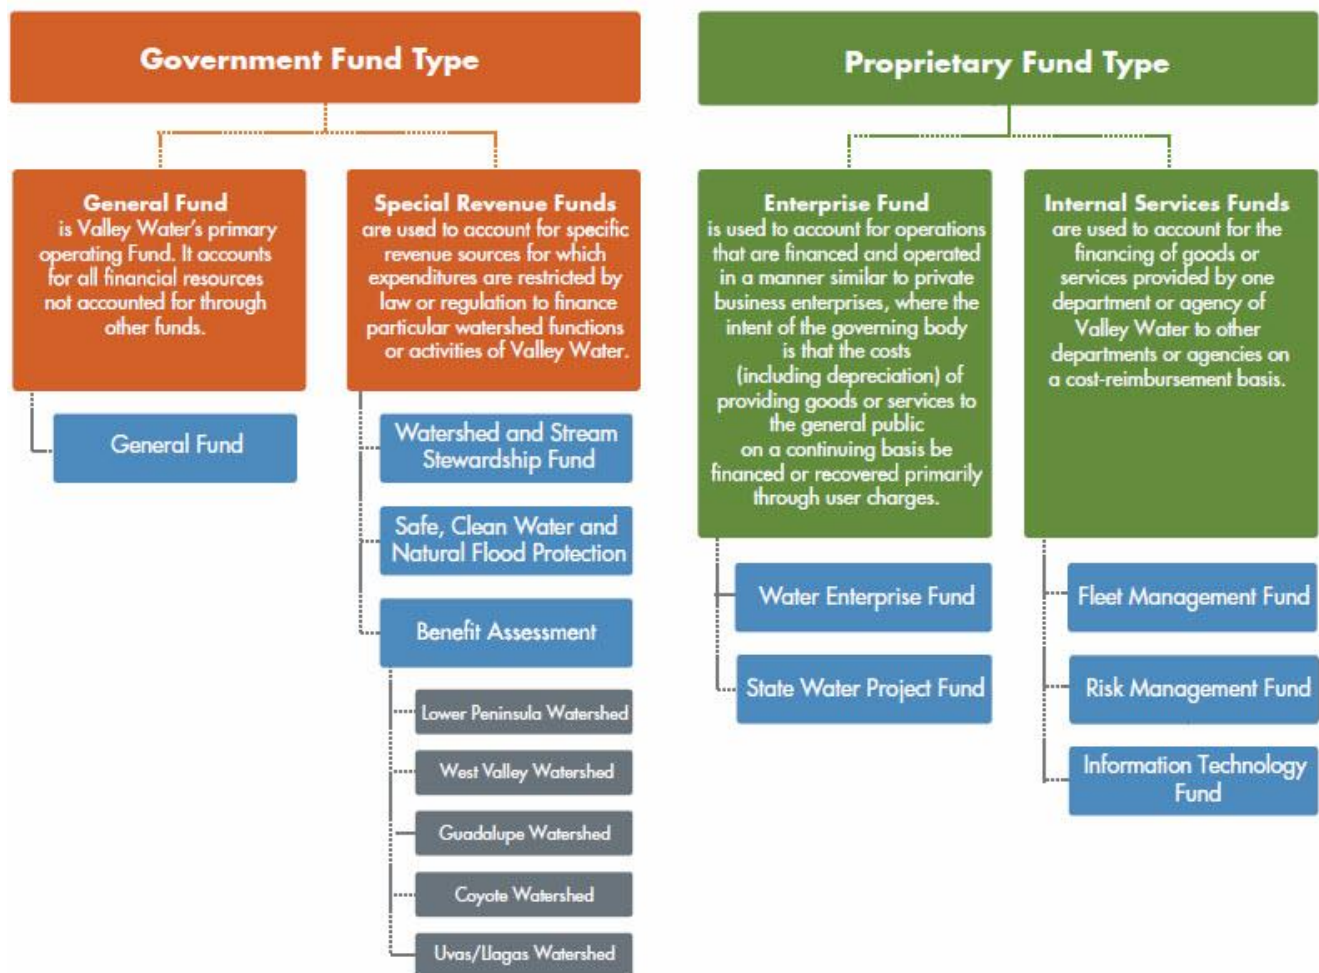 Government Fund Type
General Fund
is Valley Water's primary
operating Fund. It accounts
for all financial resources
not accounted for through
other funds.
General Fund
Special Revenue Funds
are used to account for specific
revenue sources for which
expenditures are restricted by
law or regulation to finance
particular watershed functions
or activities of Valley Water.
Watershed and Stream
Stewardship Fund
Safe, Clean Water and
Natural Flood Protection
Benefit Assessment
Lower Peninsula Watershed
West Valley Watershed
Guadalupe Watershed
Coyote Watershed
Uvas/Llagas Watershed
Proprietary Fund Type
Enterprise Fund
is used to account for operations
that are financed and operated
in a manner similar to private
business enterprises, where the
intent of the governing body
is that the costs
(including depreciation) of
providing goods or services to
the general public
on a continuing basis be
financed or recovered primarily
through user charges.
Water Enterprise Fund
State Water Project Fund
Internal Services Funds
are used to account for the
financing of goods or
services provided by one
department or agency of
Valley Water to other
departments or agencies on
a cost-reimbursement basis.
Fleet Management Fund
Risk Management Fund
Information Technology
Fund